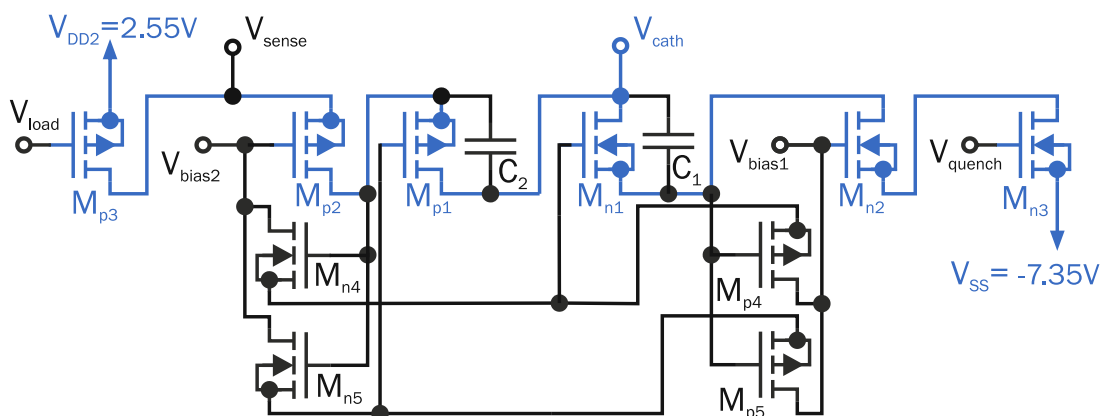 V_DD2 = 2.55V
V_sense
V_cath
V_load
V_bias2
C_2
C_1
V_bias1
V_quench
M_p3
M_p2
M_p1
M_n1
M_n2
M_n3
M_n4
M_p4
V_SS = -7.35V
M_n5
M_p5